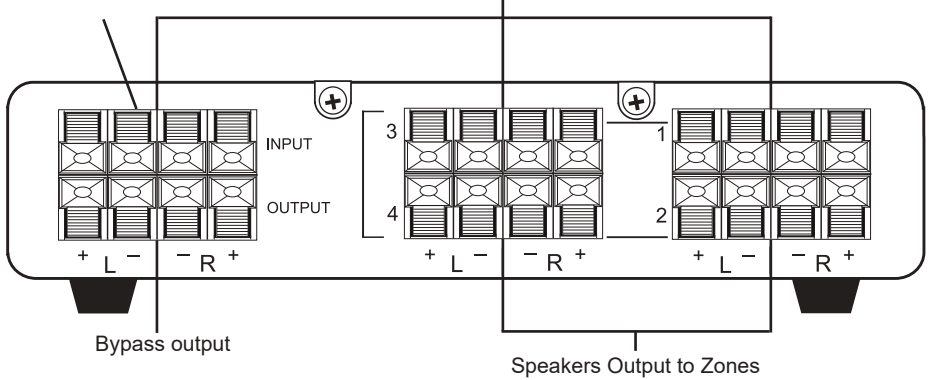 INPUT
OUTPUT
3
4
1
2
+ L − − R +
+ L − − R +
+ L − − R +
Bypass output
Speakers Output to Zones